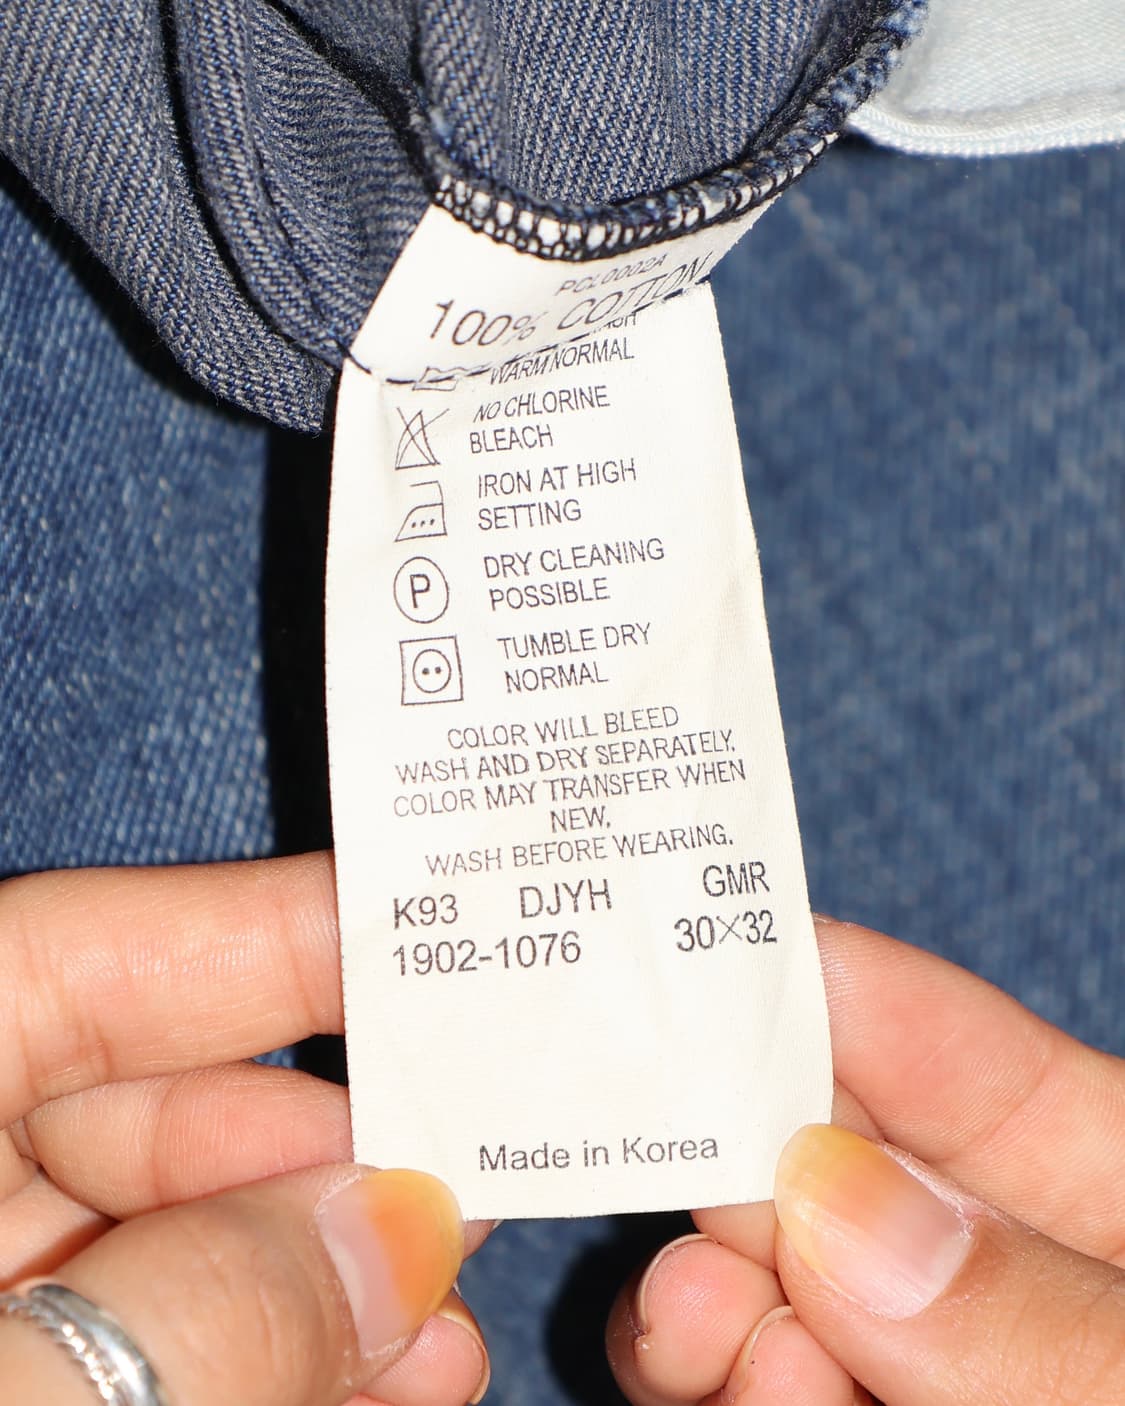 PCL0002A
100% COTTON
WARM NORMAL
NO CHLORINE
BLEACH
IRON AT HIGH
SETTING
P
DRY CLEANING
POSSIBLE
TUMBLE DRY
NORMAL
COLOR WILL BLEED
WASH AND DRY SEPARATELY.
COLOR MAY TRANSFER WHEN
NEW.
WASH BEFORE WEARING.
K93 DJYH GMR
1902-1076 30×32
Made in Korea